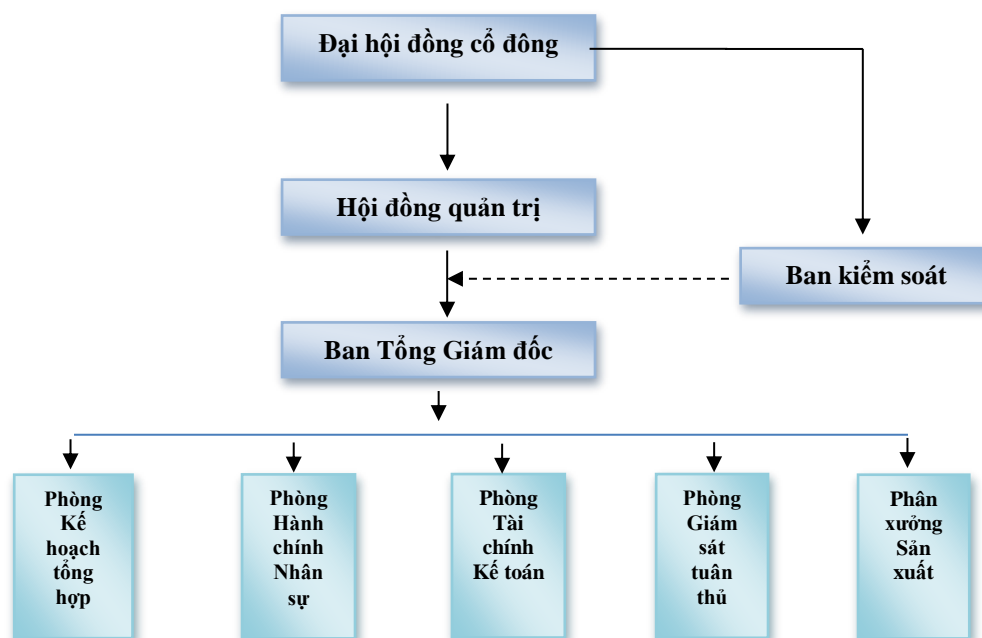 Đại hội đồng cổ đông
Hội đồng quản trị
Ban kiểm soát
Ban Tổng Giám đốc
Phòng
Kế
hoạch
tổng
hợp
Phòng
Hành
chính
Nhân
sự
Phòng
Tài
chính
Kế toán
Phòng
Giám
sát
tuân
thủ
Phân
xưởng
Sản
xuất